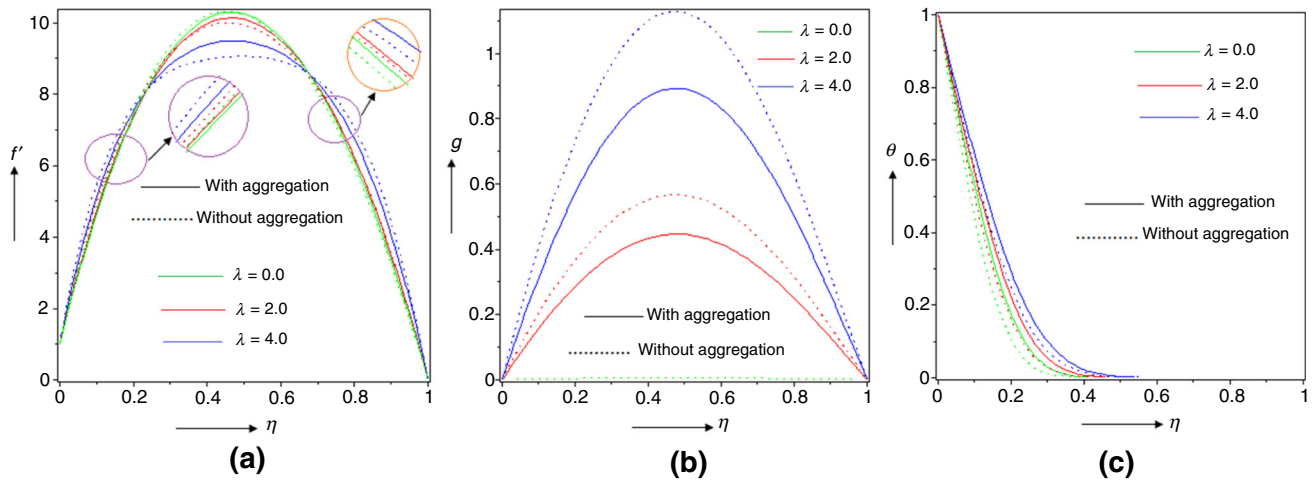 10
8
6
4
2
0
f′
With aggregation
Without aggregation
λ = 0.0
λ = 2.0
λ = 4.0
0 0.2 0.4 0.6 0.8 1
η
(a)
1
0.8
0.6
0.4
0.2
0
g
λ = 0.0
λ = 2.0
λ = 4.0
With aggregation
Without aggregation
0 0.2 0.4 0.6 0.8 1
η
(b)
1
0.8
0.6
0.4
0.2
0
θ
λ = 0.0
λ = 2.0
λ = 4.0
With aggregation
Without aggregation
0 0.2 0.4 0.6 0.8 1
η
(c)